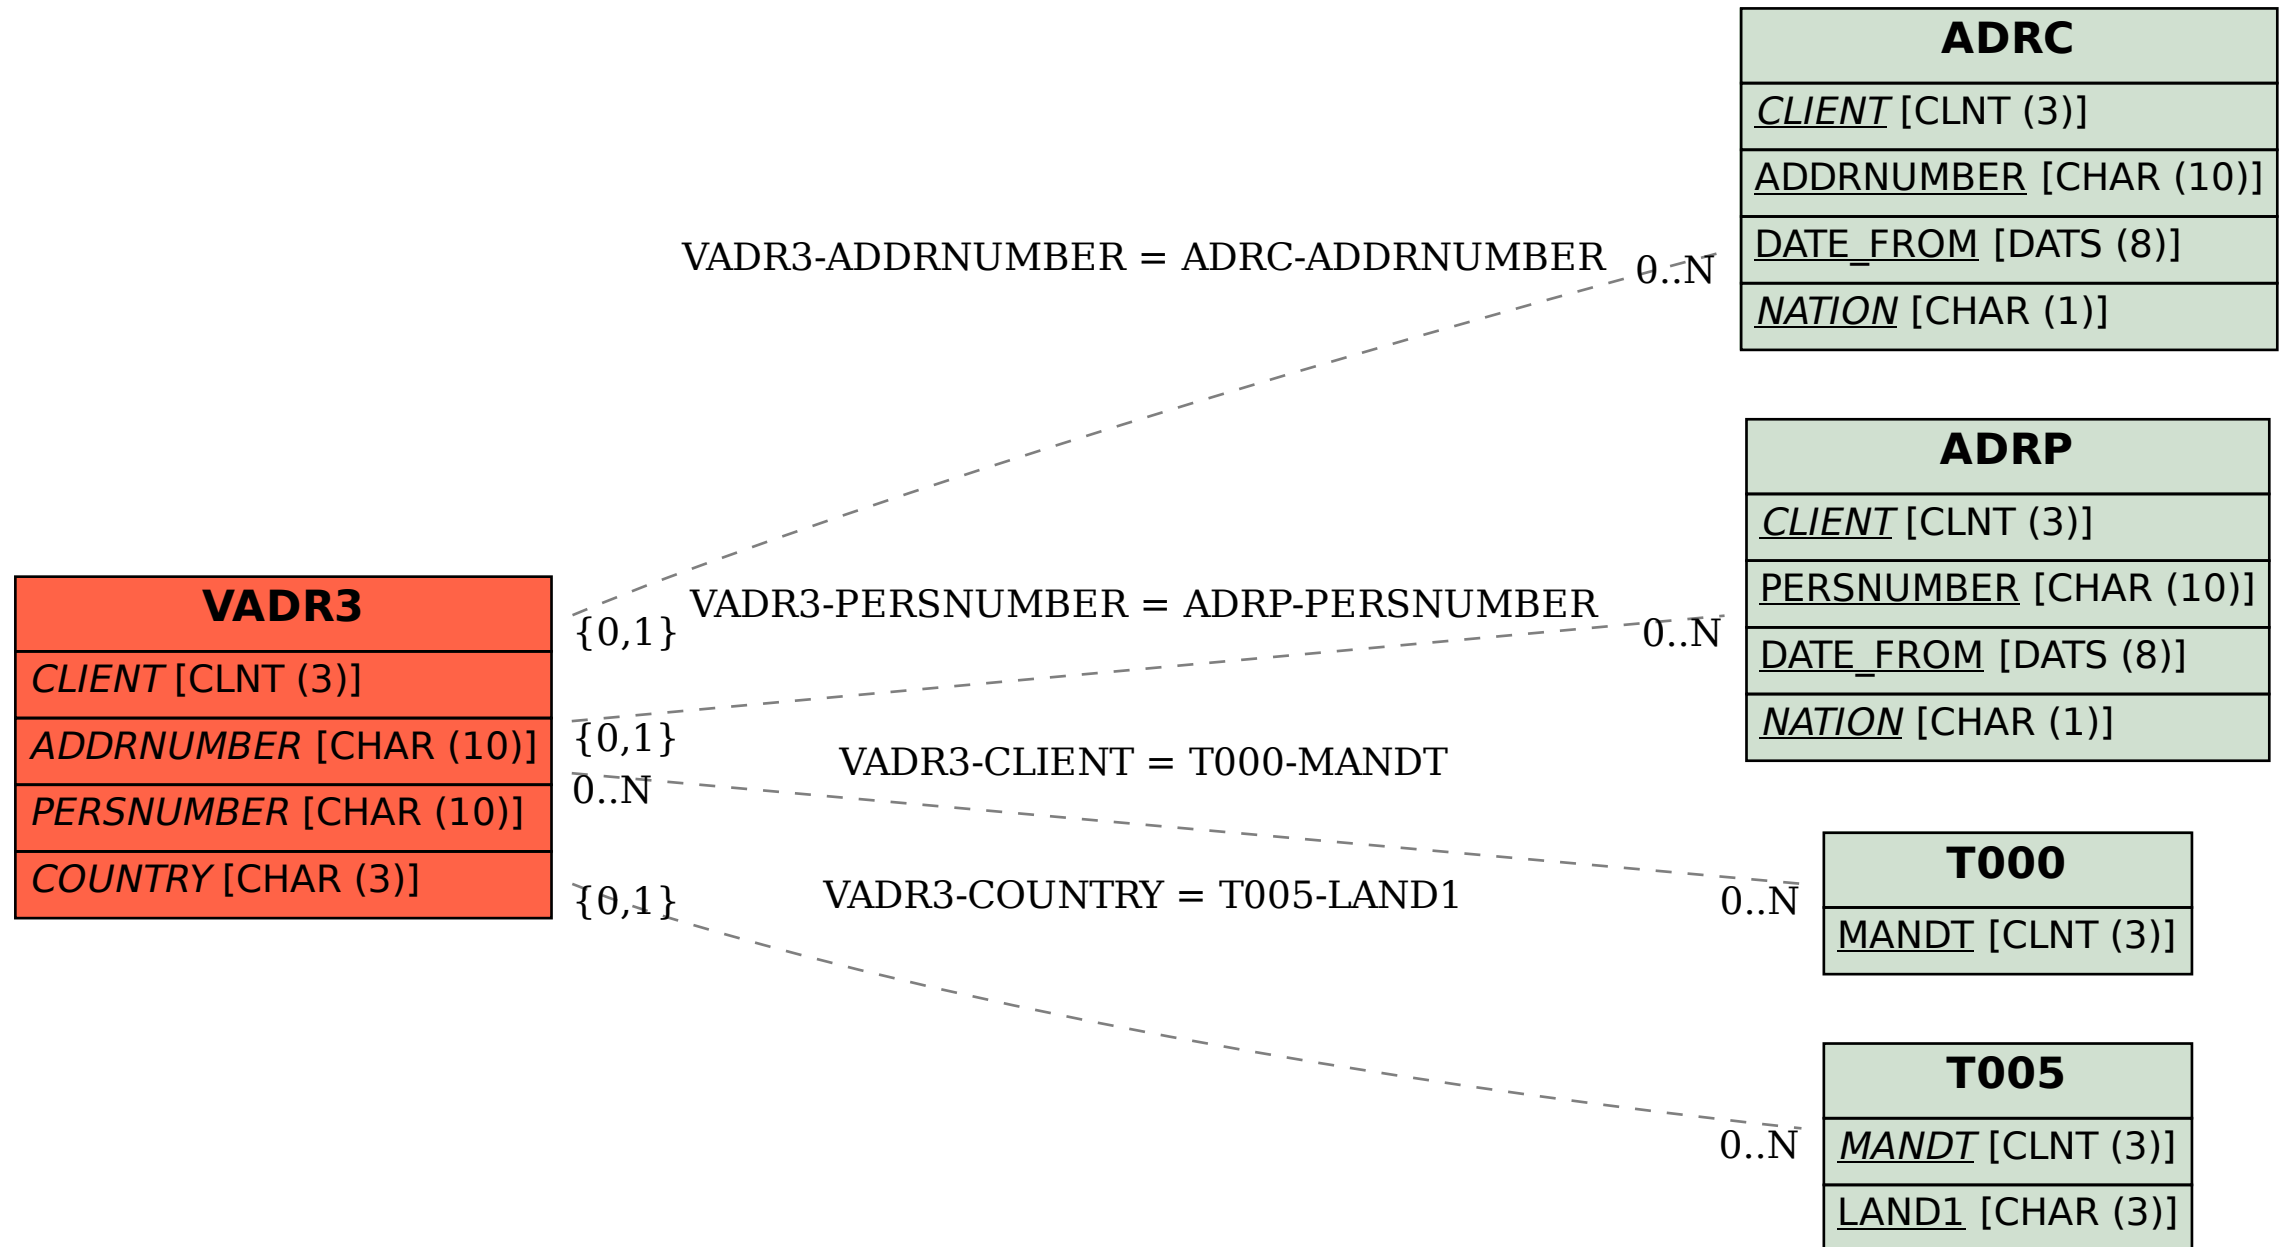 ADRC
CLIENT [CLNT (3)]
ADDRNUMBER [CHAR (10)]
DATE_FROM [DATS (8)]
NATION [CHAR (1)]
VADR3-ADDRNUMBER = ADRC-ADDRNUMBER
0..N
{0,1}
ADRP
CLIENT [CLNT (3)]
PERSNUMBER [CHAR (10)]
DATE_FROM [DATS (8)]
NATION [CHAR (1)]
VADR3-PERSNUMBER = ADRP-PERSNUMBER
0..N
{0,1}
VADR3
CLIENT [CLNT (3)]
ADDRNUMBER [CHAR (10)]
PERSNUMBER [CHAR (10)]
COUNTRY [CHAR (3)]
VADR3-CLIENT = T000-MANDT
0..N
0..N
T000
MANDT [CLNT (3)]
VADR3-COUNTRY = T005-LAND1
{0,1}
0..N
T005
MANDT [CLNT (3)]
LAND1 [CHAR (3)]